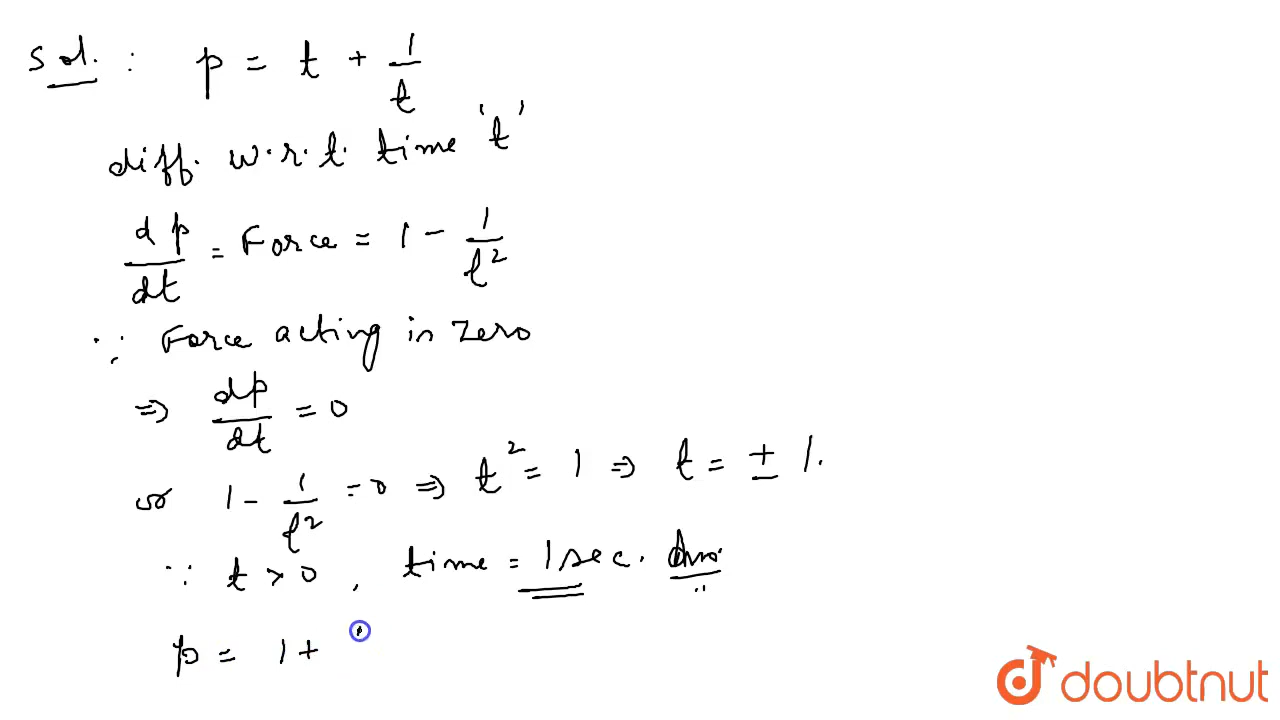 Sol. : p = t + 1/t
diff. w.r.t. time 't'
dp/dt = Force = 1 - 1/t²
∵ Force acting is zero
⇒ dp/dt = 0
or 1 - 1/t² = 0 ⇒ t² = 1 ⇒ t = ± 1.
∵ t > 0, time = 1 sec. Ans.
p = 1 +
doubtnut